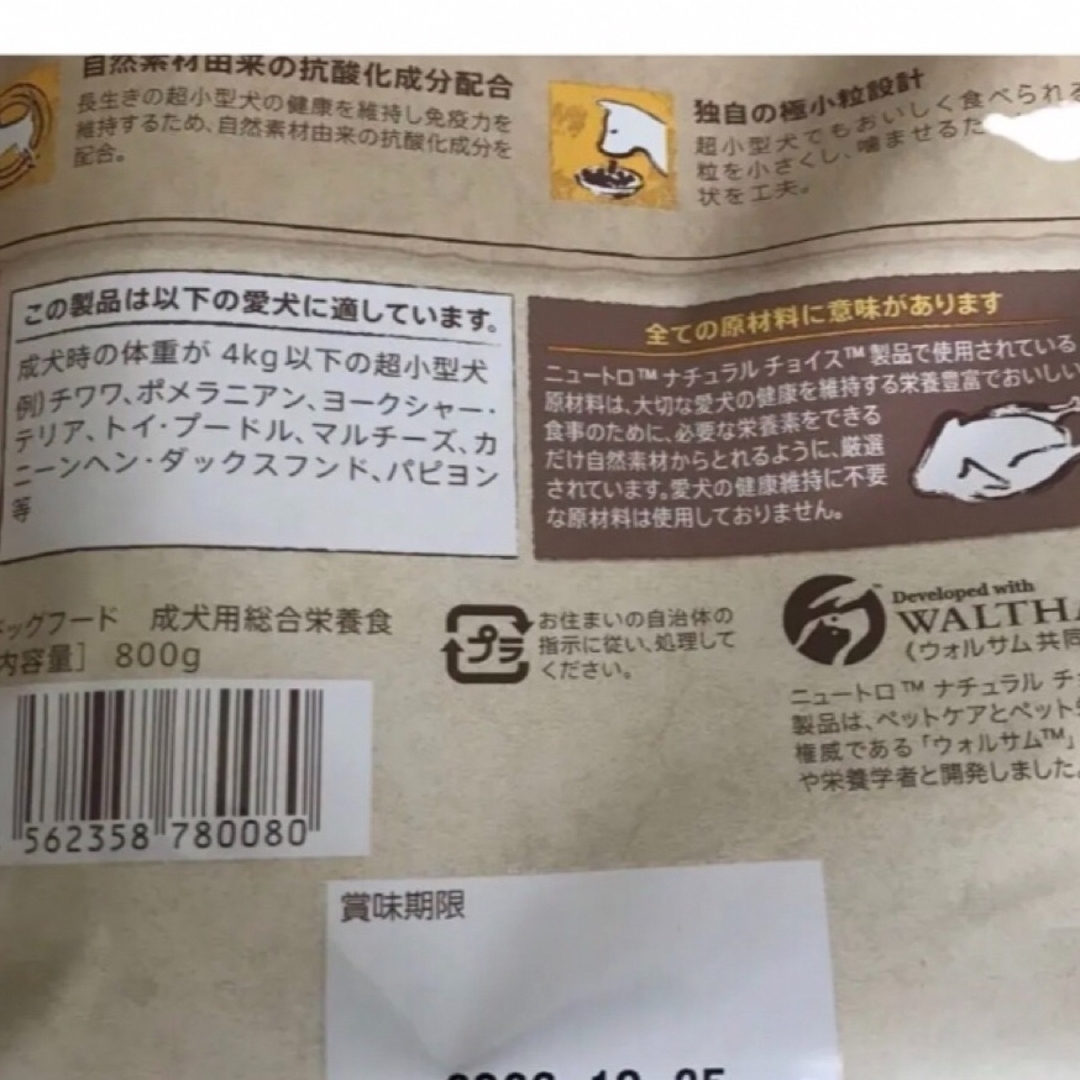 自然素材由来の抗酸化成分配合
長生きの超小型犬の健康を維持し免疫力を
維持するため、自然素材由来の抗酸化成分を
配合。
独自の極小粒設計
超小型犬でもおいしく食べられる
粒を小さくし、噛ませるた
状を工夫。
この製品は以下の愛犬に適しています。
成犬時の体重が 4kg以下の超小型犬
例)チワワ、ポメラニアン、ヨークシャー・
テリア、トイ・プードル、マルチーズ、カ
ニーンヘン・ダックスフンド、パピヨン
等
全ての原材料に意味があります
ニュートロ™ナチュラル チョイス™製品で使用されている
原材料は、大切な愛犬の健康を維持する栄養豊富でおいしい
食事のために、必要な栄養素をできる
だけ自然素材からとれるように、厳選
されています。愛犬の健康維持に不要
な原材料は使用しておりません。
ドッグフード 成犬用総合栄養食
内容量] 800g
プラ
お住まいの自治体の
指示に従い、処理して
ください。
Developed with
WALTHA
(ウォルサム共同
ニュートロ™ ナチュラル チ
製品は、ペットケアとペット
権威である「ウォルサム™」
や栄養学者と開発しました。
562358 780080
賞味期限